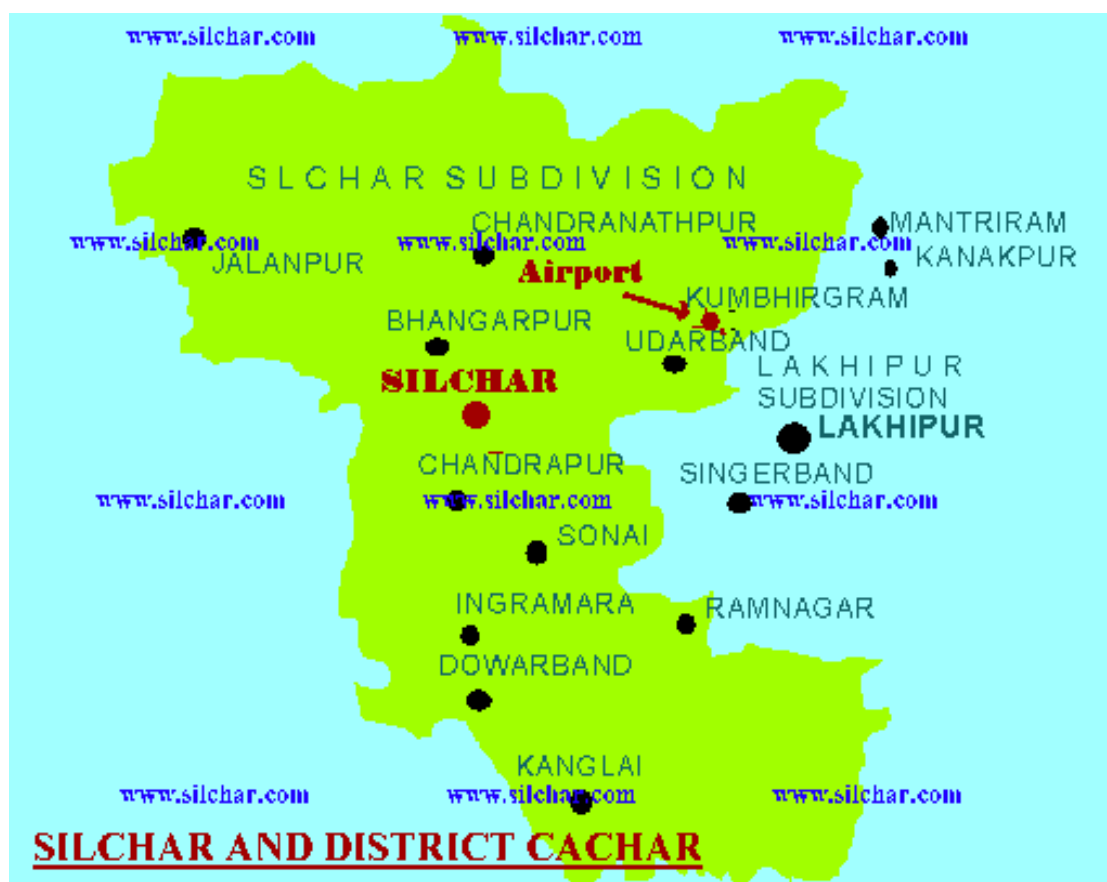 www.silchar.com www.silchar.com www.silchar.com
SLCHAR SUBDIVISION
CHANDRANATHPUR
MANTRIRAM
www.silchar.com www.silchar.com www.silchar.com
JALANPUR
KANAKPUR
Airport
KUMBHIRGRAM
BHANGARPUR
UDARBAND
SILCHAR
LAKHIPUR
SUBDIVISION
LAKHIPUR
CHANDRAPUR
SINGERBAND
www.silchar.com www.silchar.com www.silchar.com
SONAI
INGRAMARA
RAMNAGAR
DOWARBAND
KANGLAI
www.silchar.com www.silchar.com www.silchar.com
SILCHAR AND DISTRICT CACHAR